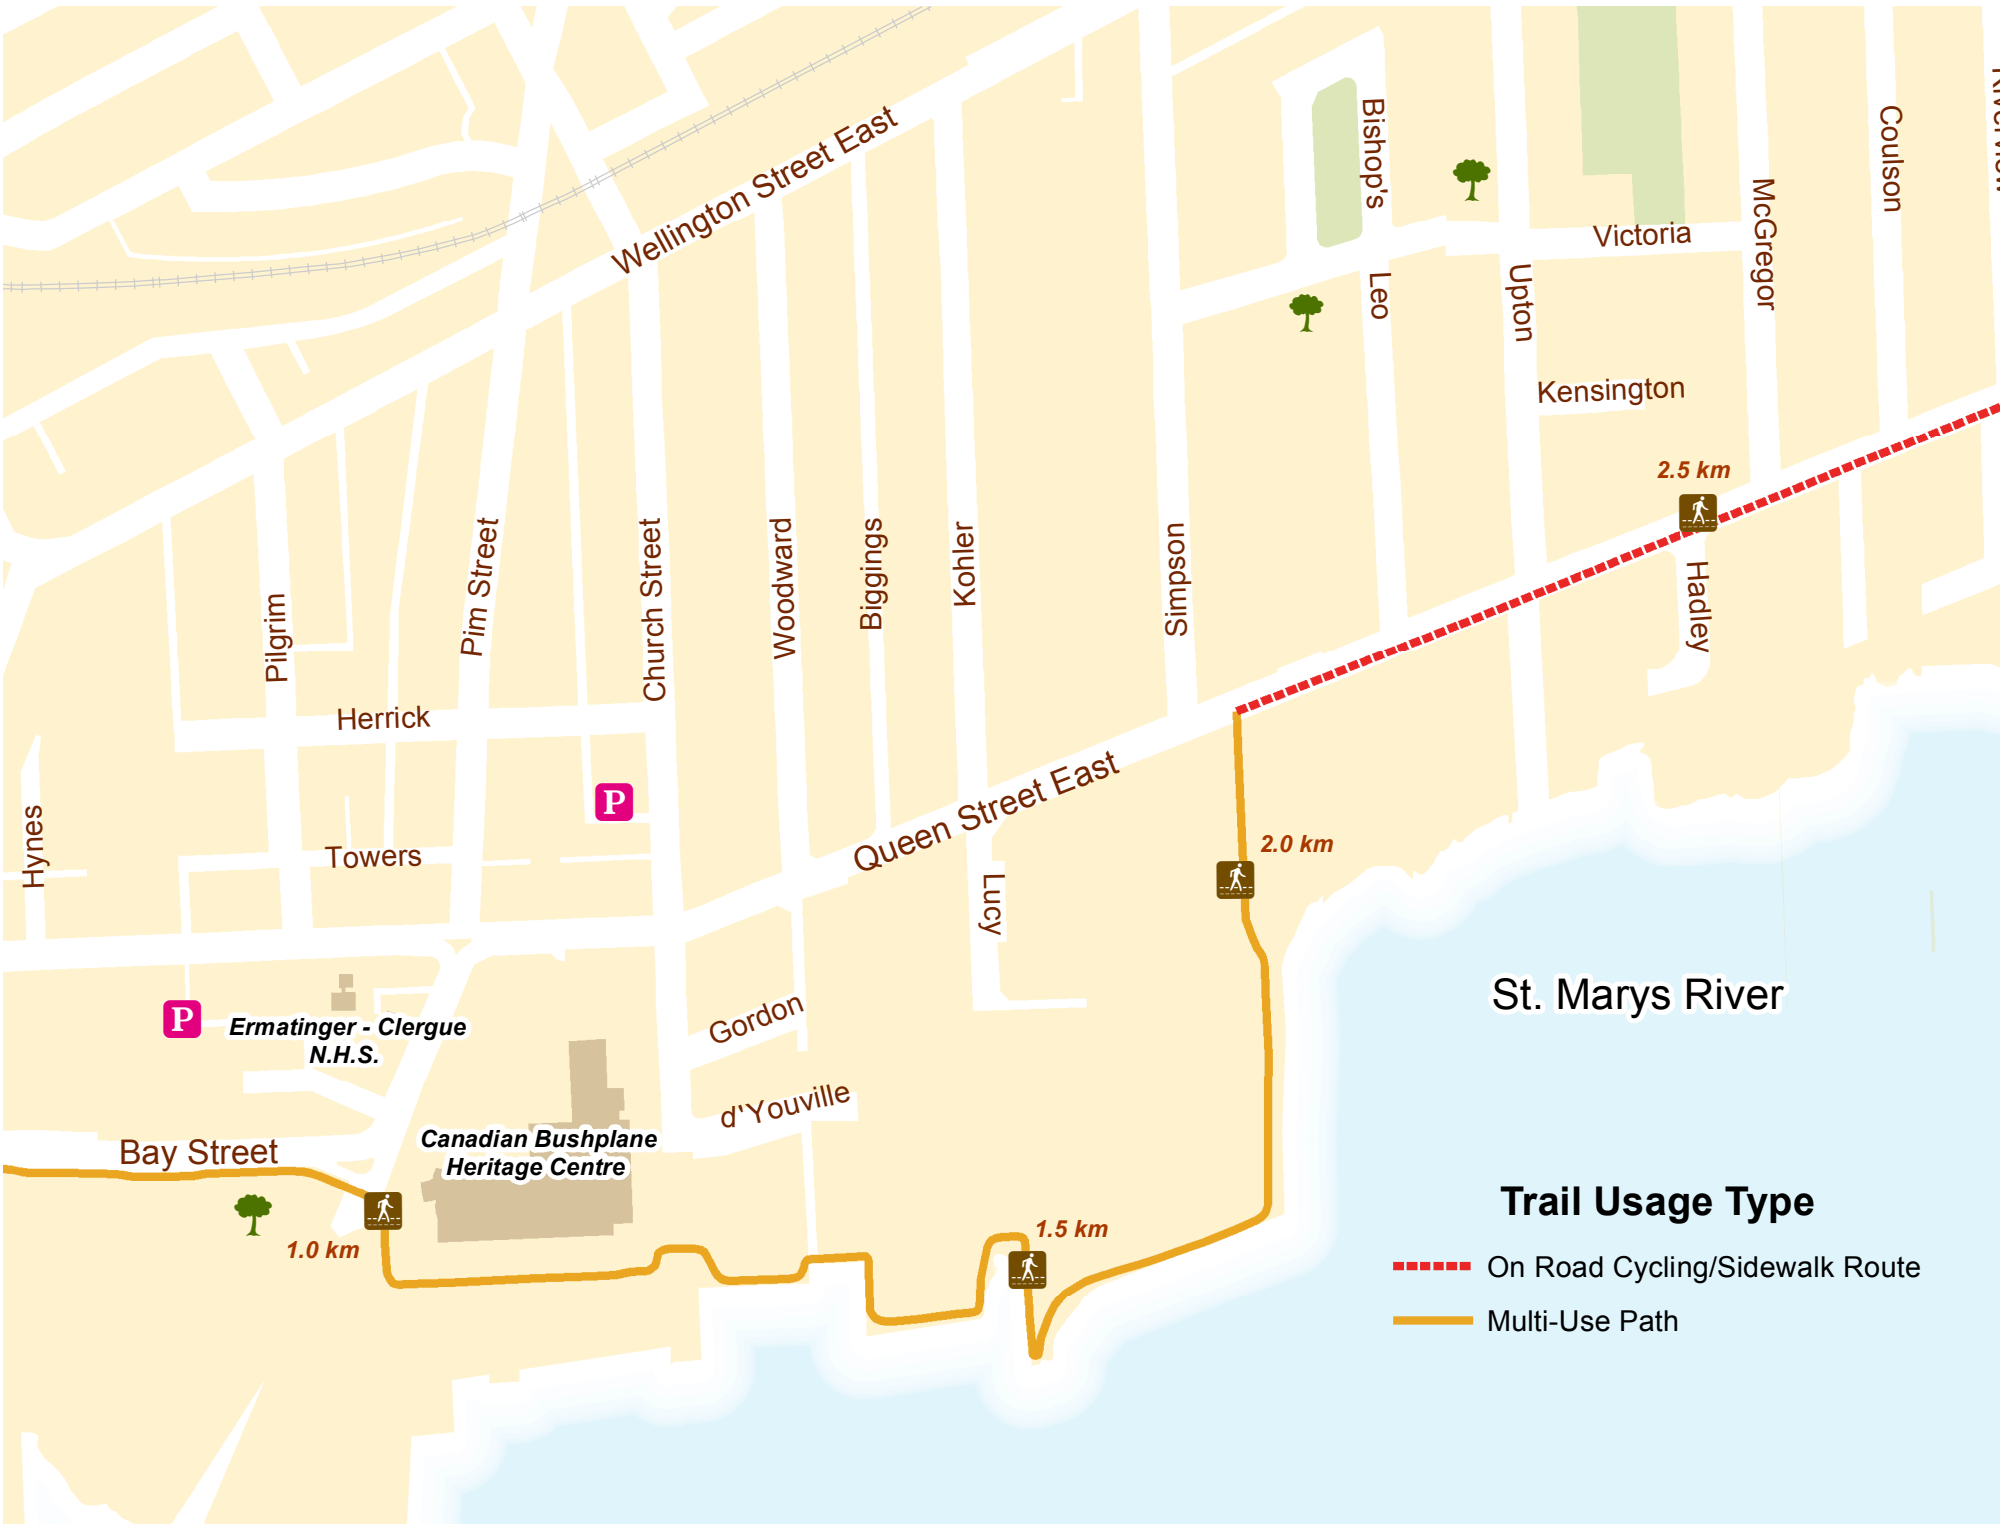 Wellington Street East
Bishop's
Coulson
Riverview
McGregor
Victoria
Leo
Upton
Kensington
2.5 km
Pilgrim
Pim Street
Church Street
Woodward
Biggings
Kohler
Simpson
Hadley
Herrick
P
Hynes
Towers
Queen Street East
Lucy
2.0 km
St. Marys River
P
Ermatinger - Clergue
N.H.S.
Gordon
d'Youville
Bay Street
Canadian Bushplane
Heritage Centre
1.0 km
1.5 km
Trail Usage Type
On Road Cycling/Sidewalk Route
Multi-Use Path